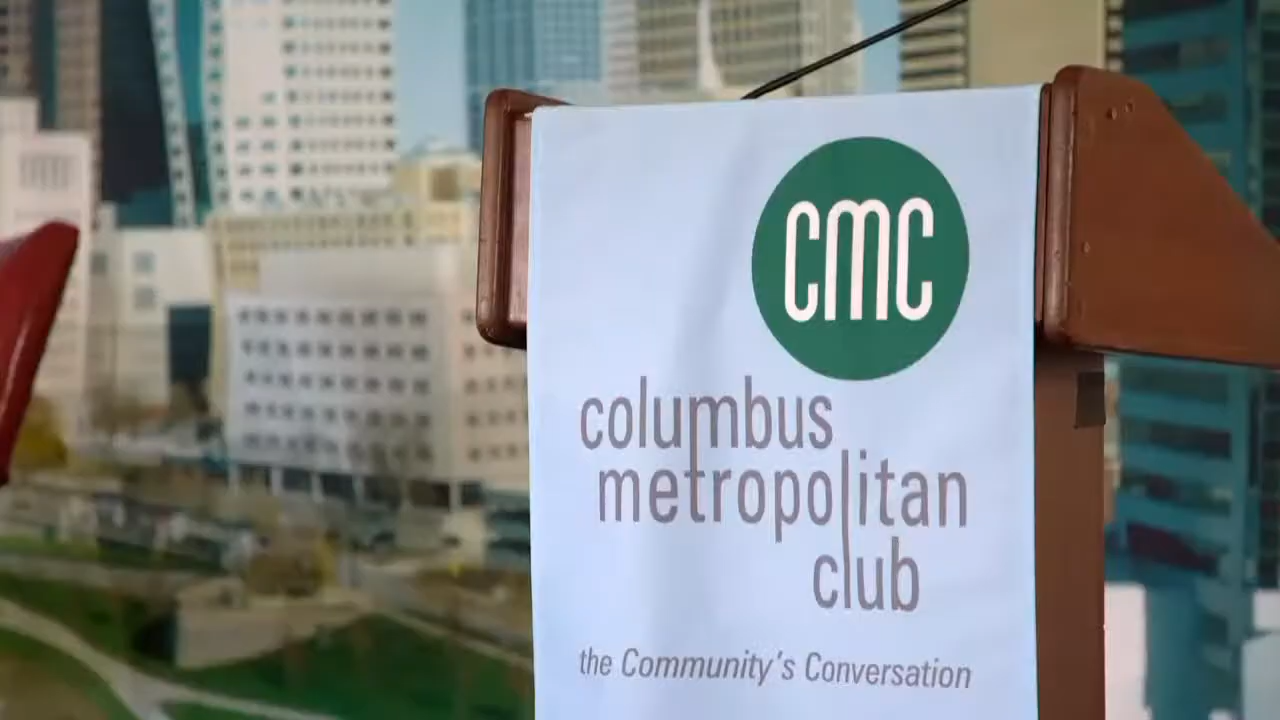 cmc
columbus
metropolitan
club
the Community's Conversation